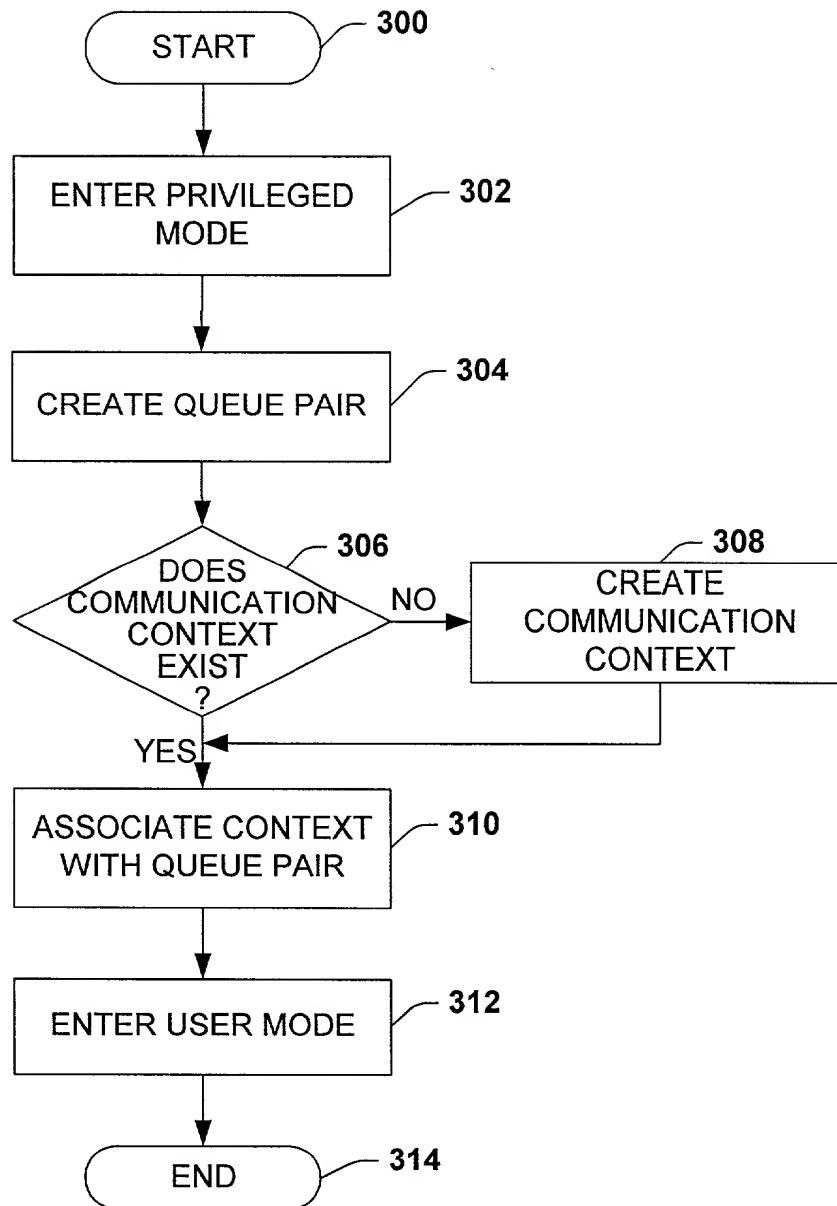 START
300
ENTER PRIVILEGED
MODE
302
CREATE QUEUE PAIR
304
DOES
COMMUNICATION
CONTEXT
EXIST
?
306
NO
CREATE
COMMUNICATION
CONTEXT
308
YES
ASSOCIATE CONTEXT
WITH QUEUE PAIR
310
ENTER USER MODE
312
END
314